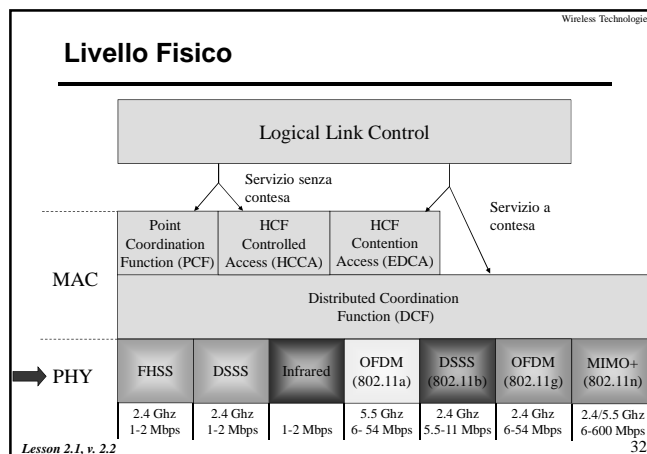 Wireless Technologie
Livello Fisico
Logical Link Control
Servizio senza
contesa
Servizio a
contesa
Point
Coordination
Function (PCF)
HCF
Controlled
Access (HCCA)
HCF
Contention
Access (EDCA)
MAC
Distributed Coordination
Function (DCF)
PHY
FHSS
DSSS
Infrared
OFDM
(802.11a)
DSSS
(802.11b)
OFDM
(802.11g)
MIMO+
(802.11n)
2.4 Ghz
1-2 Mbps
2.4 Ghz
1-2 Mbps
1-2 Mbps
5.5 Ghz
6- 54 Mbps
2.4 Ghz
5.5-11 Mbps
2.4 Ghz
6-54 Mbps
2.4/5.5 Ghz
6-600 Mbps
Lesson 2.1, v. 2.2
32